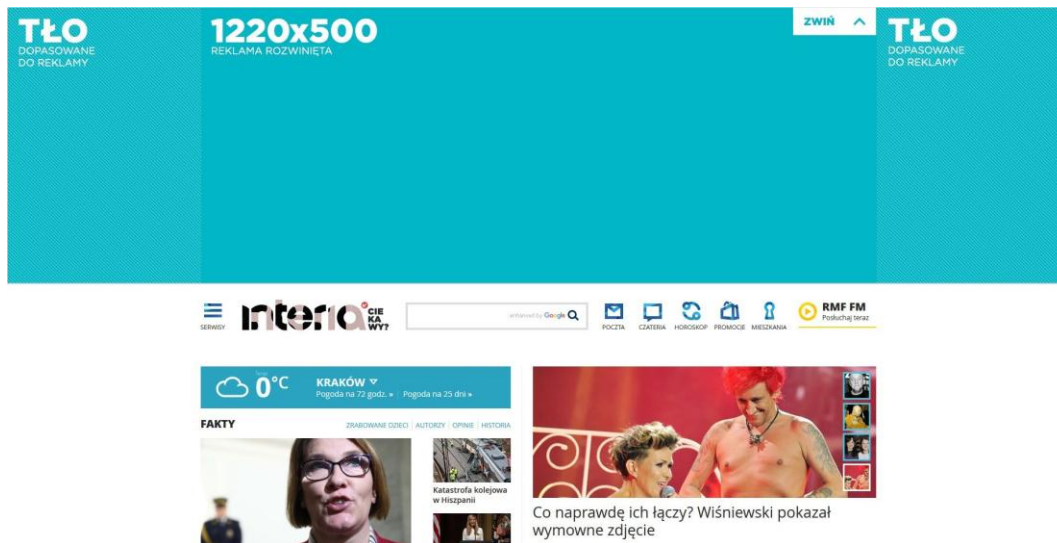 TŁO
DOPASOWANE
DO REKLAMY
1220x500
REKLAMA ROZWINIĘTA
ZWIŃ
TŁO
DOPASOWANE
DO REKLAMY
SERWISY
interia
CIE
KA
WY?
enhanced by Google
POCZTA
CZATERIA
HOROSKOP
PROMOCJE
MIESZKANIA
RMF FM
Posłuchaj teraz
0°C
KRAKÓW
Pogoda na 72 godz. » Pogoda na 25 dni »
FAKTY
ZRABOWANE DZIECI | AUTORZY | OPINIE | HISTORIA
Katastrofa kolejowa
w Hiszpanii
Co naprawdę ich łączy? Wiśniewski pokazał
wymowne zdjęcie